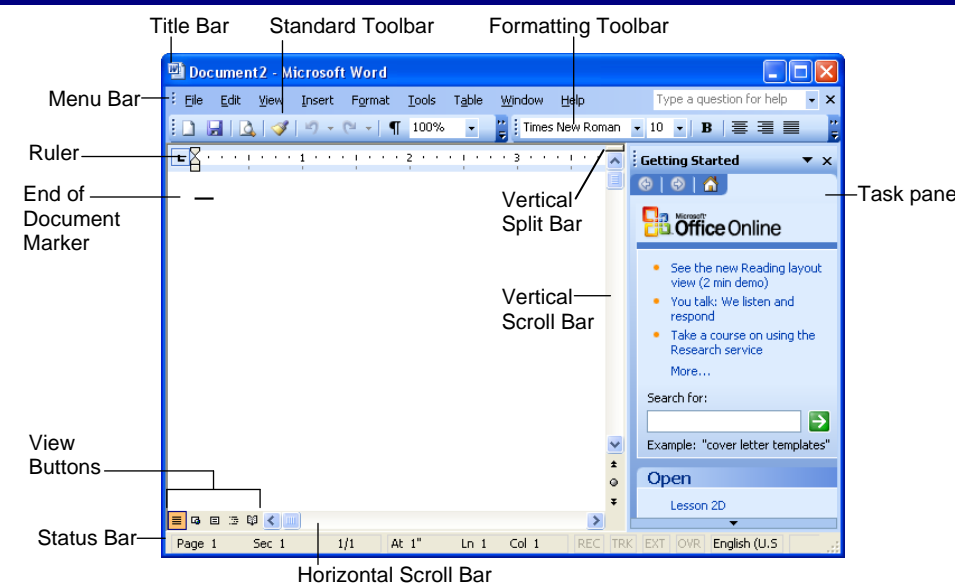 Title Bar
Standard Toolbar
Formatting Toolbar
Document2 - Microsoft Word
Menu Bar
File Edit View Insert Format Tools Table Window Help
Type a question for help
100%
Times New Roman
10
B
Ruler
1 2 3
Getting Started
End of
Document
Marker
Vertical
Split Bar
Task pane
Microsoft
Office Online
See the new Reading layout
view (2 min demo)
You talk: We listen and
respond
Take a course on using the
Research service
More...
Vertical
Scroll Bar
Search for:
Example: "cover letter templates"
View
Buttons
Open
Lesson 2D
Status Bar
Page 1 Sec 1 1/1 At 1" Ln 1 Col 1 REC TRK EXT OVR English (U.S
Horizontal Scroll Bar